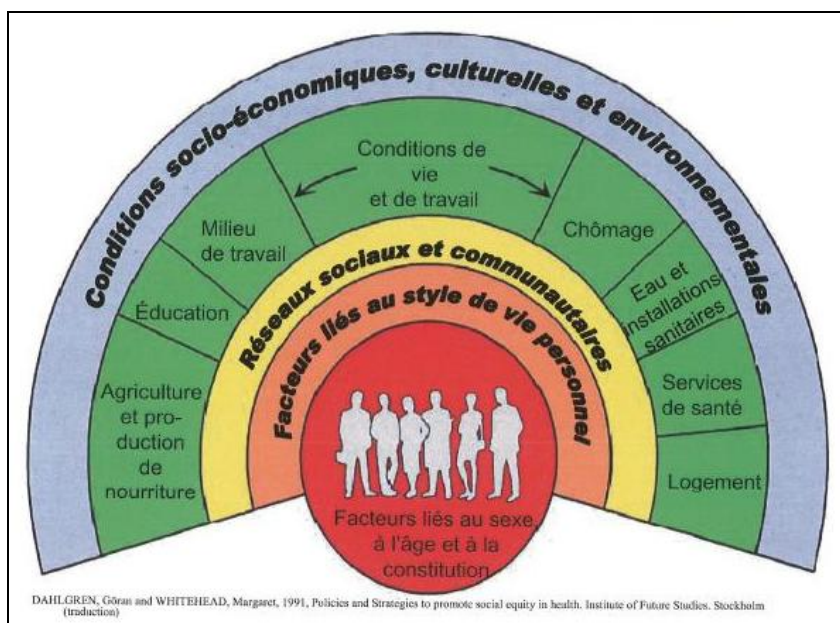 Conditions socio-économiques, culturelles et environnementales
Conditions de
vie
et de travail
Milieu
de travail
Chômage
Éducation
Eau et
installations
sanitaires
Agriculture
et pro-
duction
de
nourriture
Services
de santé
Logement
Réseaux sociaux et communautaires
Facteurs liés au style de vie personnel
Facteurs liés au sexe,
à l'âge et à la
constitution
DAHLGREN, Göran and WHITEHEAD, Margaret, 1991, Policies and Strategies to promote social equity in health. Institute of Future Studies. Stockholm
(traduction)